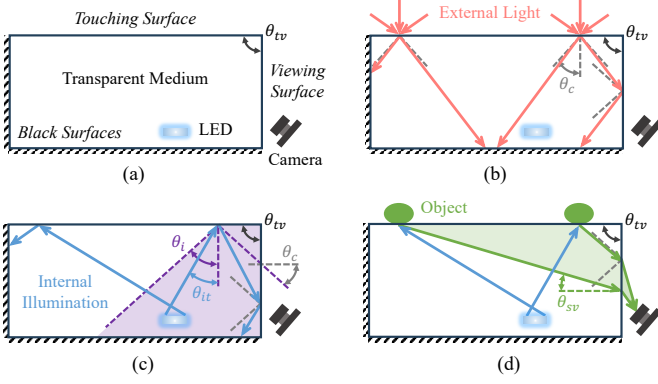 Touching Surface
θtv
Transparent Medium
Viewing
Surface
Black Surfaces
LED
Camera
(a)
External Light
θtv
θc
(b)
θtv
θi
θc
Internal
Illumination
θit
(c)
Object
θtv
θsv
(d)